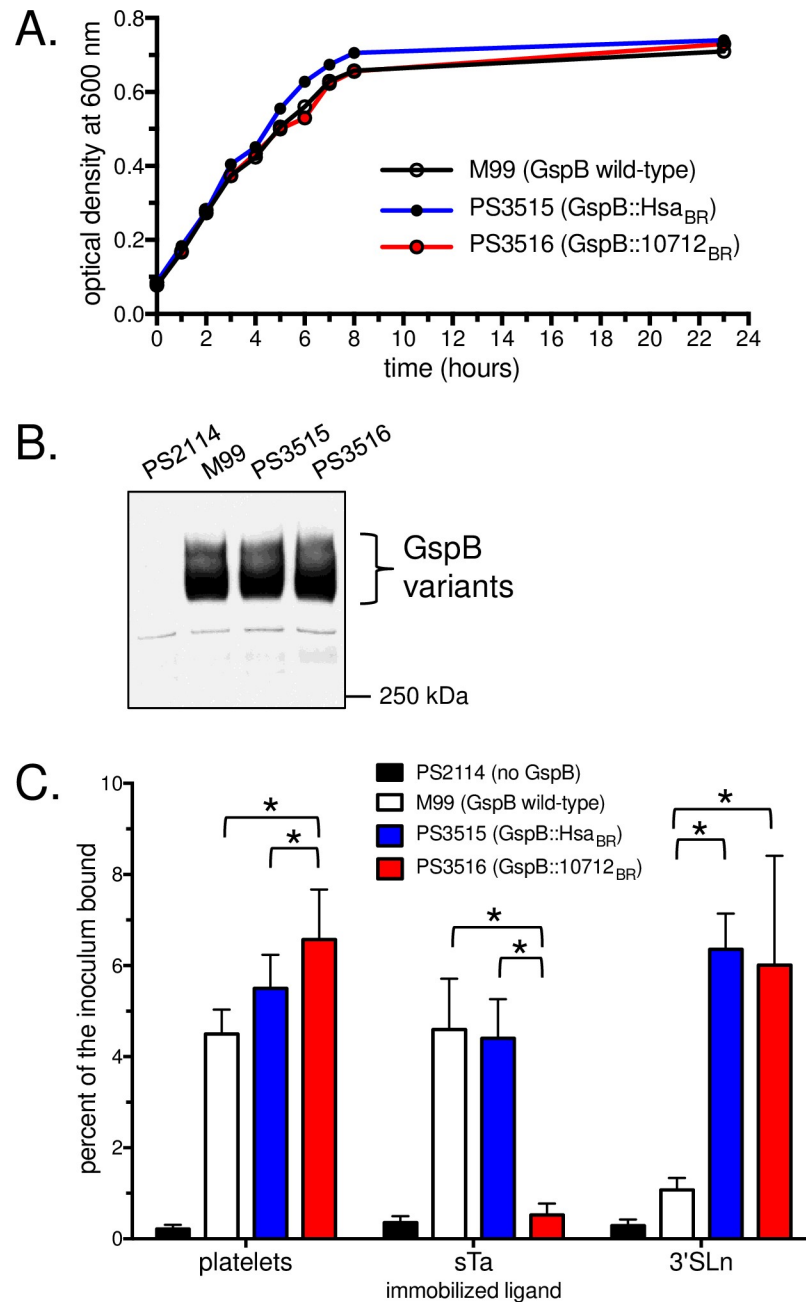 A.
optical density at 600 nm
0.8
0.6
0.4
0.2
0.0
0 2 4 6 8 10 12 14 16 18 20 22 24
time (hours)
M99 (GspB wild-type)
PS3515 (GspB::HsaBR)
PS3516 (GspB::10712BR)
B.
PS2114 M99 PS3515 PS3516
GspB
variants
250 kDa
C.
percent of the inoculum bound
10
8
6
4
2
0
PS2114 (no GspB)
M99 (GspB wild-type)
PS3515 (GspB::HsaBR)
PS3516 (GspB::10712BR)
* *
* *
* *
platelets sTa 3'SLn
immobilized ligand